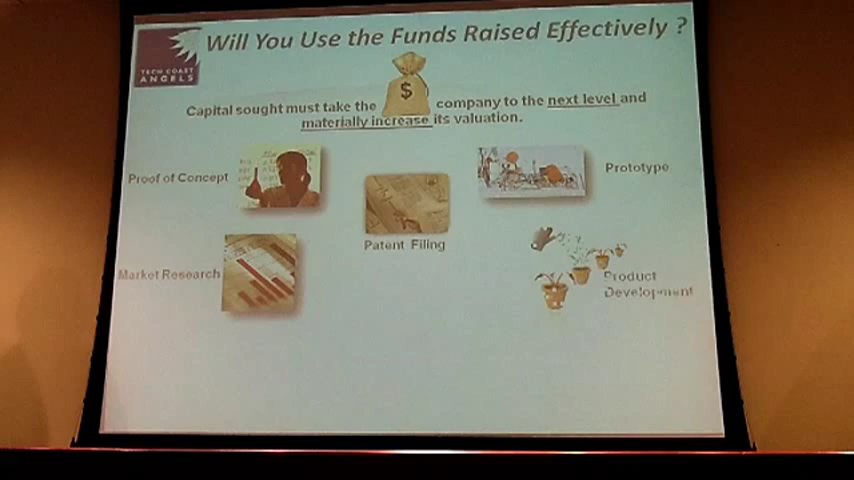 Will You Use the Funds Raised Effectively ?
TECH COAST
ANGELS
$
Capital sought must take the company to the next level and
materially increase its valuation.
Proof of Concept
Prototype
Patent Filing
Market Research
Product
Development